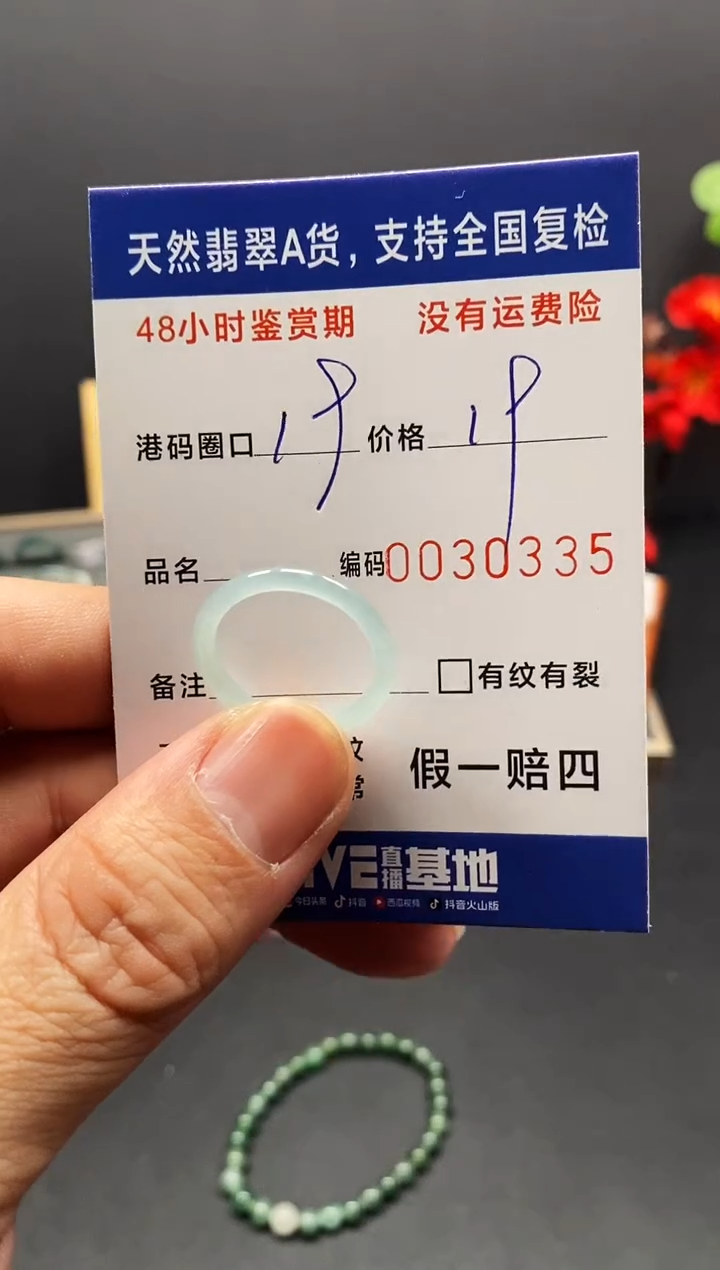 天然翡翠A货，支持全国复检
48小时鉴赏期 没有运费险
港码圈口 19 价格 19
品名 编码0030335
备注 有纹有裂
假一赔四
直播基地
今日头条 抖音 西瓜视频 抖音火山版